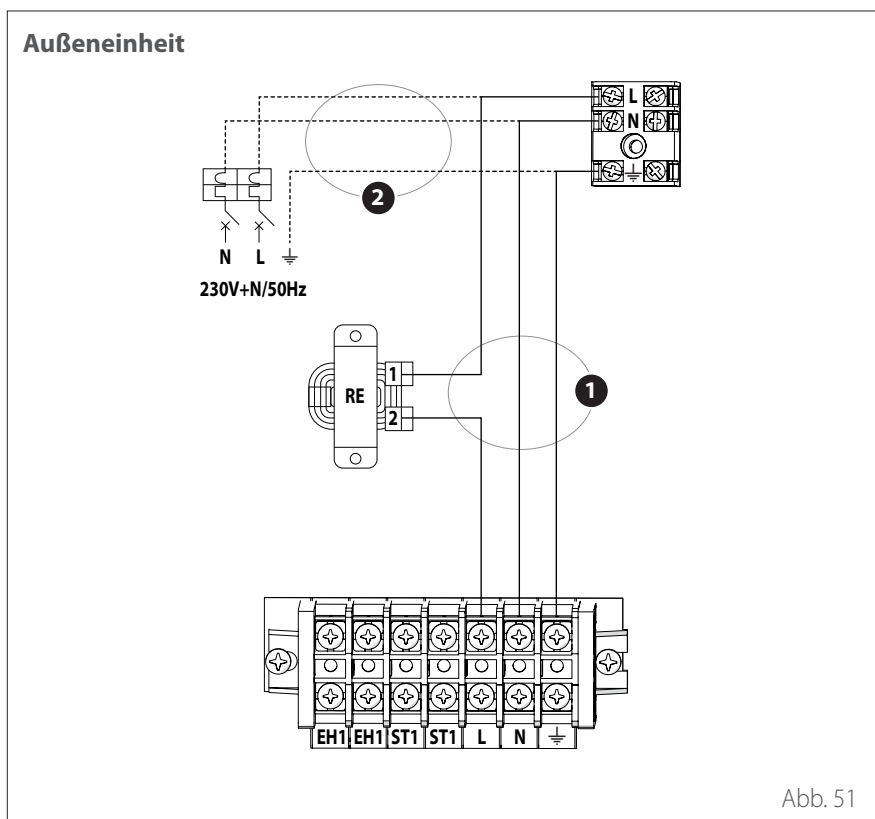 Außeneinheit
L
N
2
N L
230V+N/50Hz
1
RE
2
1
EH1 EH1 ST1 ST1 L N
Abb. 51